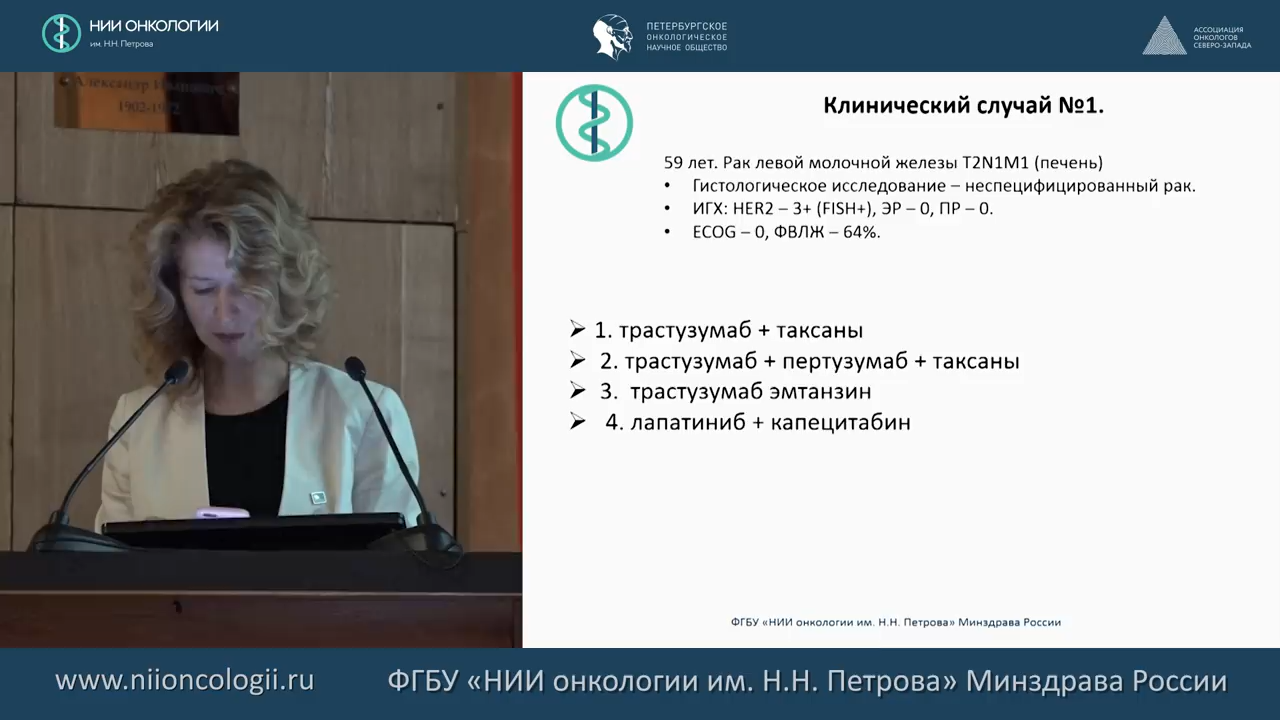 НИИ ОНКОЛОГИИ
им. Н.Н. Петрова
ПЕТЕРБУРГСКОЕ
ОНКОЛОГИЧЕСКОЕ
НАУЧНОЕ ОБЩЕСТВО
АССОЦИАЦИЯ
ОНКОЛОГОВ
СЕВЕРО-ЗАПАДА
Александр
Клинический случай №1.
59 лет. Рак левой молочной железы T2N1M1 (печень)
• Гистологическое исследование – неспецифицированный рак.
• ИГХ: HER2 – 3+ (FISH+), ЭР – 0, ПР – 0.
• ECOG – 0, ФВЛЖ – 64%.
➢ 1. трастузумаб + таксаны
➢ 2. трастузумаб + пертузумаб + таксаны
➢ 3. трастузумаб эмтанзин
➢ 4. лапатиниб + капецитабин
ФГБУ «НИИ онкологии им. Н.Н. Петрова» Минздрава России
www.niioncologii.ru
ФГБУ «НИИ онкологии им. Н.Н. Петрова» Минздрава России